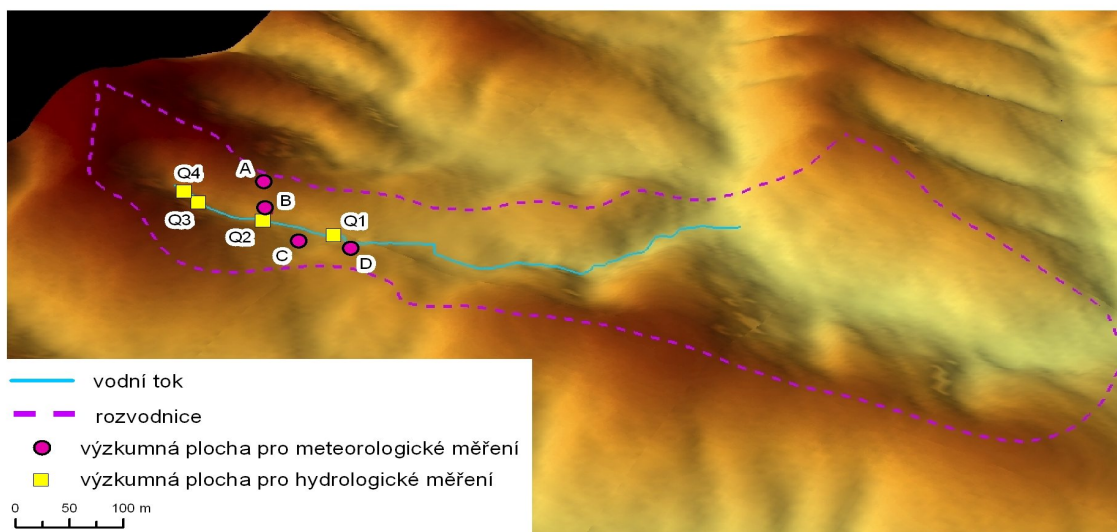 A
Q4
B
Q1
Q3
Q2
C
D
vodní tok
rozvodnice
výzkumná plocha pro meteorologické měření
výzkumná plocha pro hydrologické měření
0 50 100 m